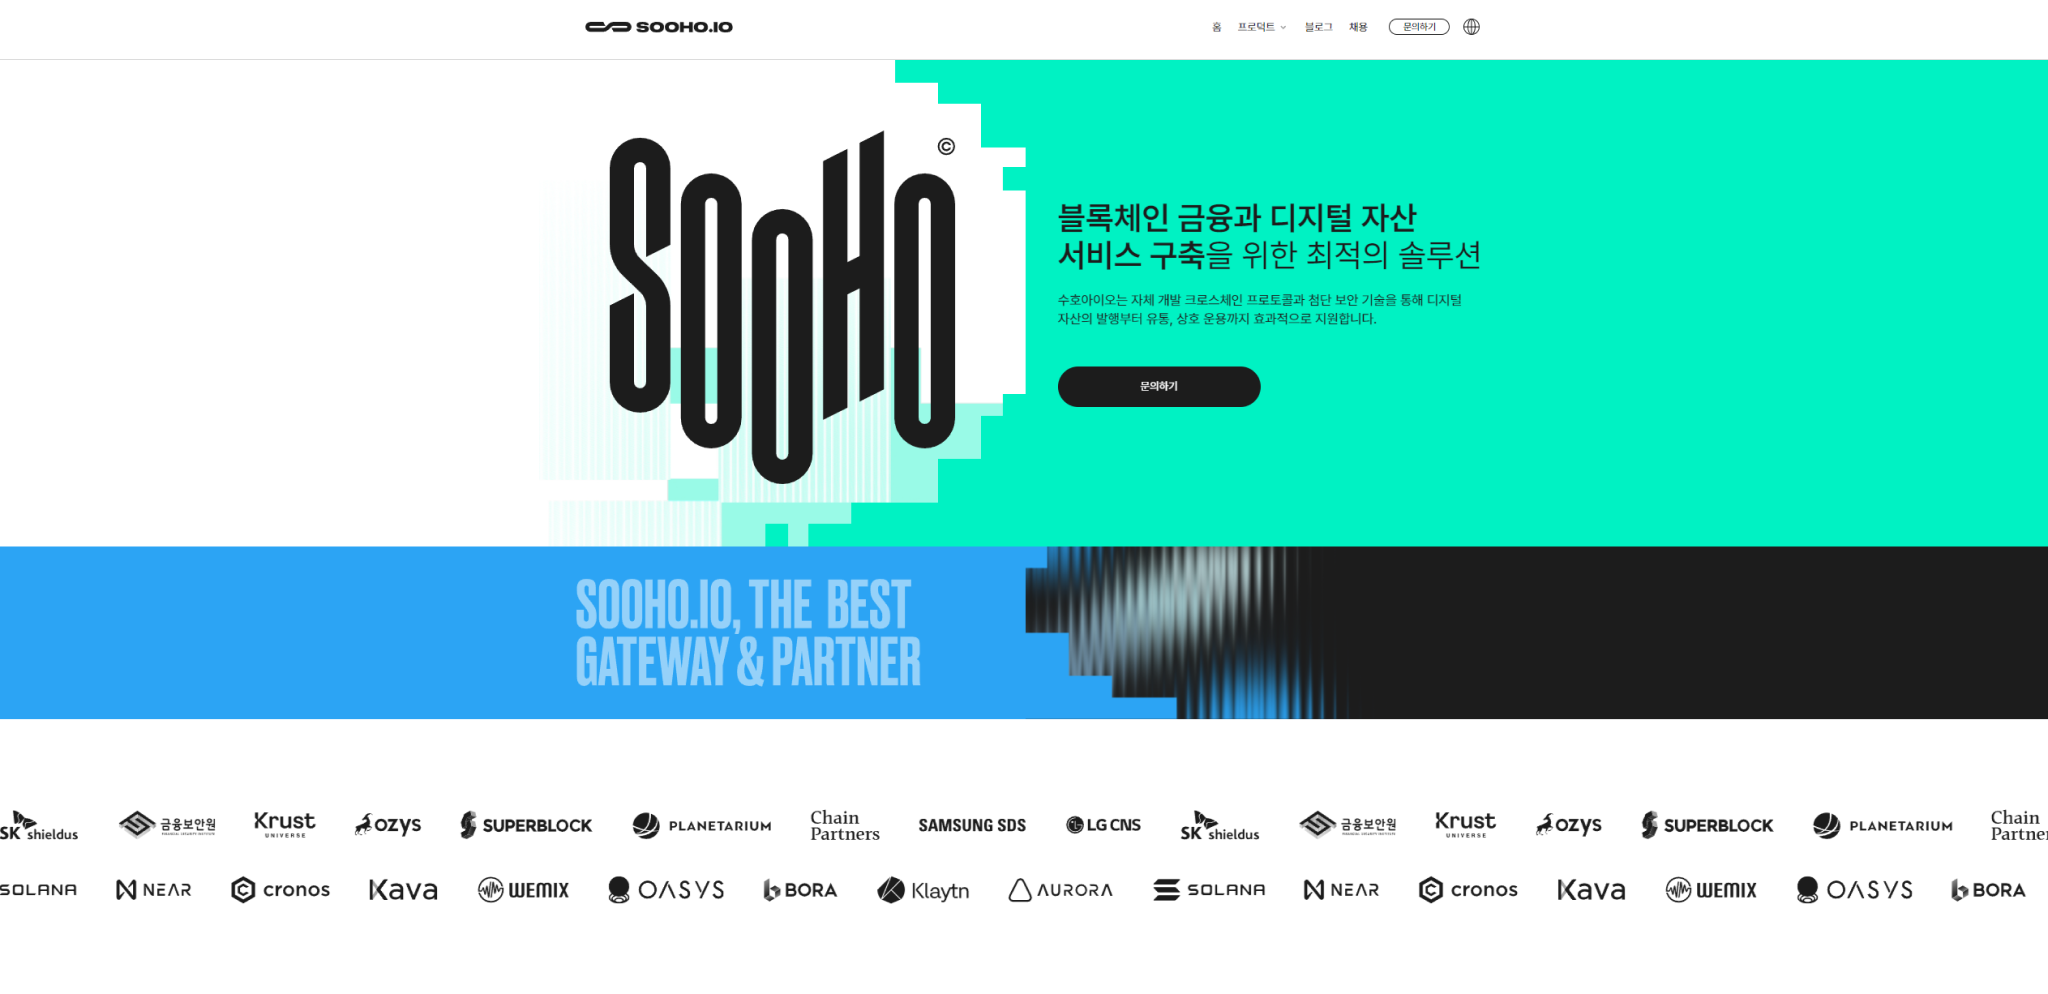 SOOHO.IO
홈 프로덕트 블로그 채용 문의하기
SOOHO ©
블록체인 금융과 디지털 자산
서비스 구축을 위한 최적의 솔루션
수호아이오는 자체 개발 크로스체인 프로토콜과 첨단 보안 기술을 통해 디지털
자산의 발행부터 유통, 상호 운용까지 효과적으로 지원합니다.
문의하기
SOOHO.IO, THE BEST
GATEWAY & PARTNER
SK shieldus 금융보안원 Krust UNIVERSE ozys SUPERBLOCK PLANETARIUM Chain Partners SAMSUNG SDS LG CNS SK shieldus 금융보안원 Krust UNIVERSE ozys SUPERBLOCK PLANETARIUM Chain
SOLANA NEAR cronos Kava WEMIX OASYS BORA Klaytn AURORA SOLANA NEAR cronos Kava WEMIX OASYS BORA